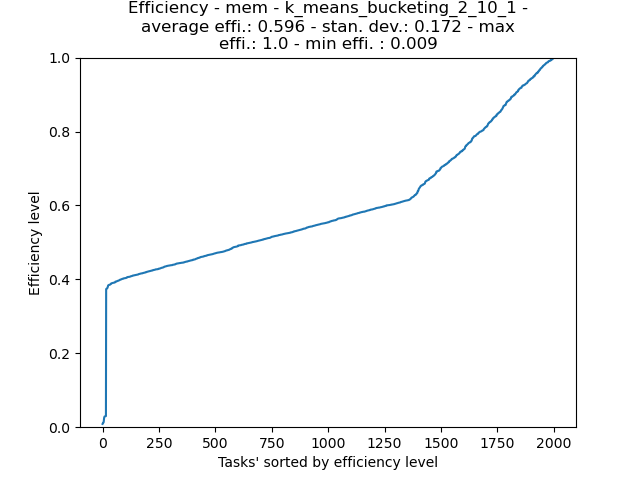 Efficiency - mem - k_means_bucketing_2_10_1 -
average effi.: 0.596 - stan. dev.: 0.172 - max
effi.: 1.0 - min effi. : 0.009
1.0
0.8
0.6
0.4
0.2
0.0
Efficiency level
0 250 500 750 1000 1250 1500 1750 2000
Tasks' sorted by efficiency level